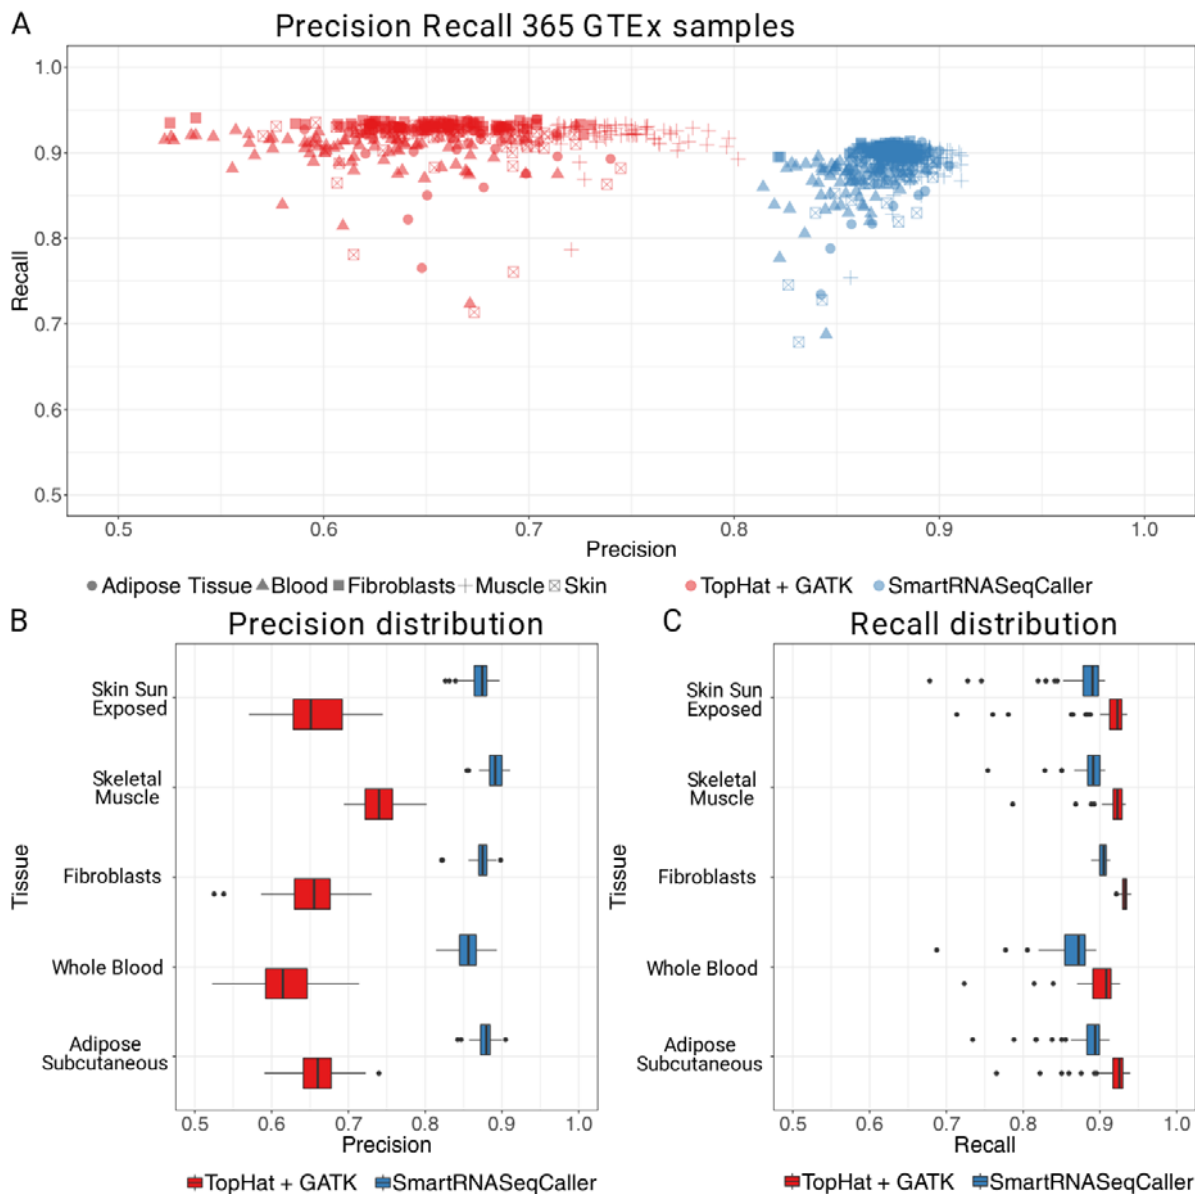 A
Precision Recall 365 GTEx samples
1.0
0.9
0.8
0.7
0.6
0.5
Recall
0.5 0.6 0.7 0.8 0.9 1.0
Precision
Adipose Tissue Blood Fibroblasts Muscle Skin TopHat + GATK SmartRNASeqCaller
B
Precision distribution
Tissue
Skin Sun
Exposed
Skeletal
Muscle
Fibroblasts
Whole Blood
Adipose
Subcutaneous
0.5 0.6 0.7 0.8 0.9 1.0
Precision
TopHat + GATK SmartRNASeqCaller
C
Recall distribution
Tissue
Skin Sun
Exposed
Skeletal
Muscle
Fibroblasts
Whole Blood
Adipose
Subcutaneous
0.5 0.6 0.7 0.8 0.9 1.0
Recall
TopHat + GATK SmartRNASeqCaller